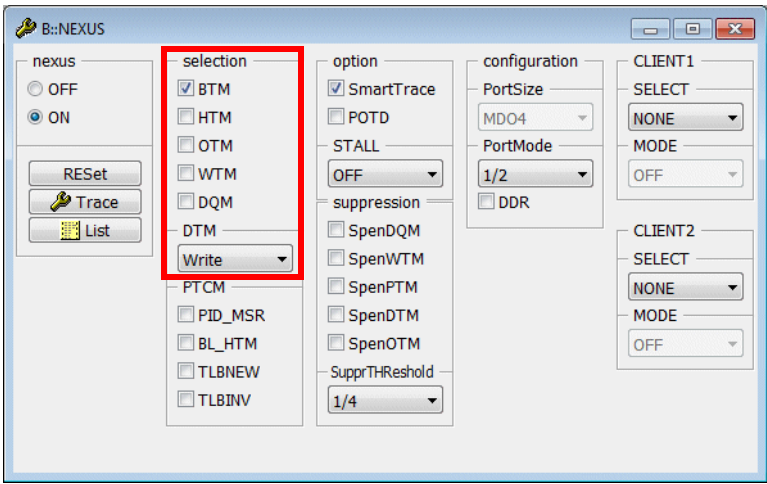 B::NEXUS
nexus
OFF
ON
RESet
Trace
List
selection
BTM
HTM
OTM
WTM
DQM
DTM
Write
PTCM
PID_MSR
BL_HTM
TLBNEW
TLBINV
option
SmartTrace
POTD
STALL
OFF
suppression
SpenDQM
SpenWTM
SpenPTM
SpenDTM
SpenOTM
SupprTHReshold
1/4
configuration
PortSize
MDO4
PortMode
1/2
DDR
CLIENT1
SELECT
NONE
MODE
OFF
CLIENT2
SELECT
NONE
MODE
OFF